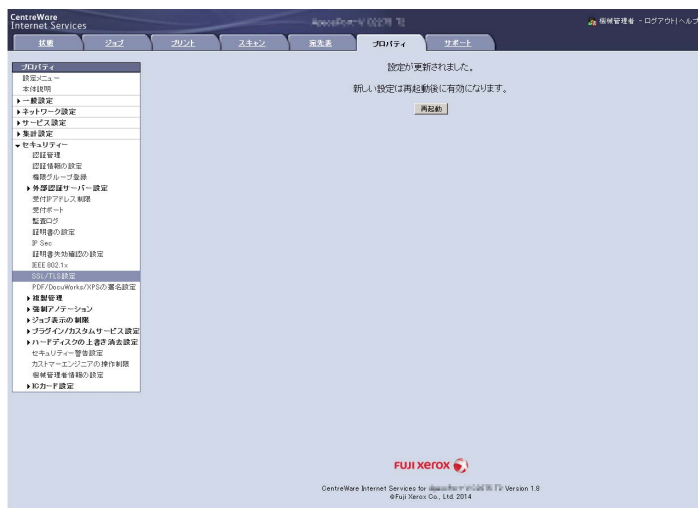 CentreWare
Internet Services
機械管理者 - ログアウト | ヘルプ
状態 ジョブ プリント スキャン 宛先表 プロパティ サポート
プロパティ
設定メニュー
本体説明
一般設定
ネットワーク設定
サービス設定
集計設定
セキュリティー
認証管理
認証情報の設定
権限グループ登録
外部認証サーバー設定
受付IPアドレス制限
受付ポート
監査ログ
証明書の設定
IP Sec
証明書失効確認の設定
IEEE 802.1x
SSL/TLS設定
PDF/DocuWorks/XPSの署名設定
複製管理
強制アノテーション
ジョブ表示の制限
プラグイン/カスタムサービス設定
ハードディスクの上書き消去設定
セキュリティー警告設定
カストマーエンジニアの操作制限
機械管理者情報の設定
ICカード設定
設定が更新されました。
新しい設定は再起動後に有効になります。
再起動
FUJI xerox
CentreWare Internet Services for Version 1.8
©Fuji Xerox Co., Ltd. 2014